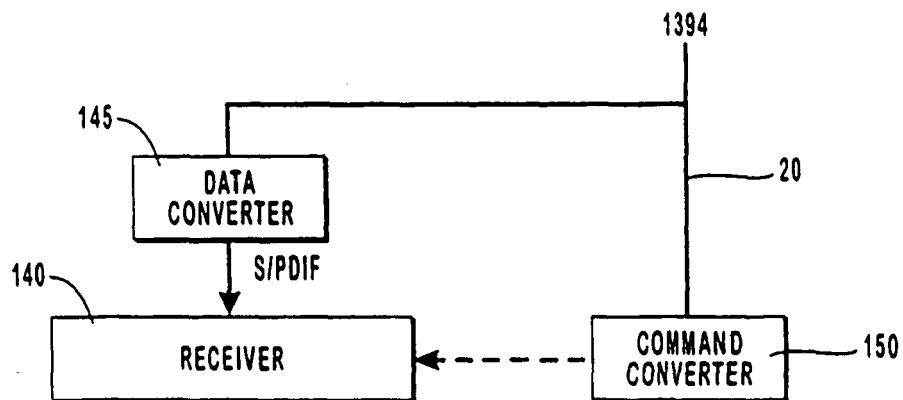 1394
145
DATA
CONVERTER
20
S/PDIF
140
RECEIVER
COMMAND
CONVERTER
150